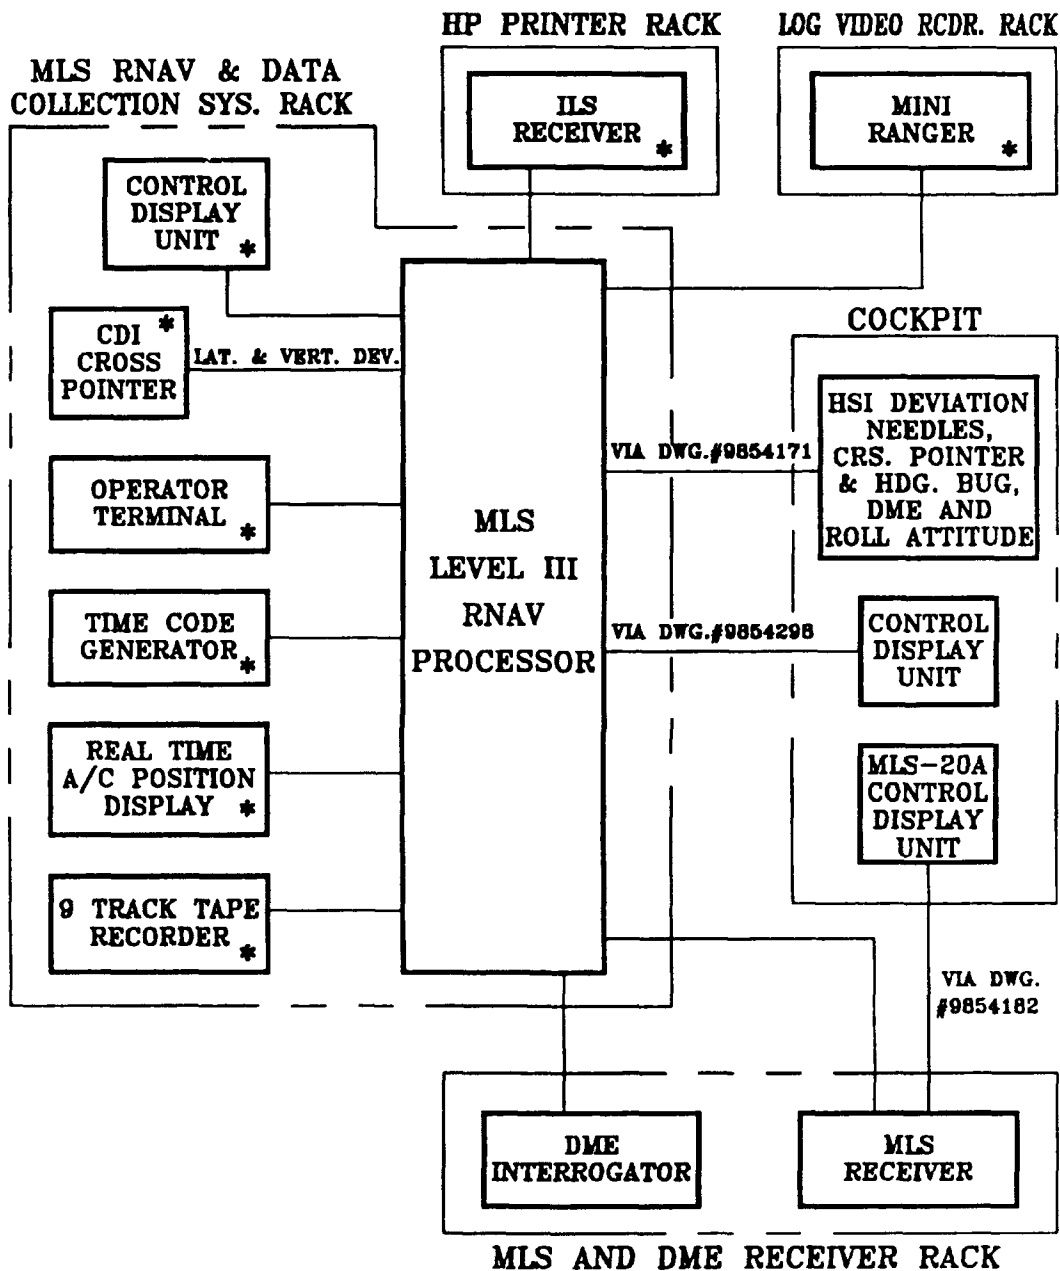 HP PRINTER RACK
LOG VIDEO RCDR. RACK
MLS RNAV & DATA
COLLECTION SYS. RACK
ILS
RECEIVER *
MINI
RANGER *
CONTROL
DISPLAY
UNIT *
CDI *
CROSS
POINTER
LAT. & VERT. DEV.
OPERATOR
TERMINAL *
TIME CODE
GENERATOR *
REAL TIME
A/C POSITION
DISPLAY *
9 TRACK TAPE
RECORDER *
MLS
LEVEL III
RNAV
PROCESSOR
COCKPIT
VIA DWG.#9854171
HSI DEVIATION
NEEDLES,
CRS. POINTER
& HDG. BUG,
DME AND
ROLL ATTITUDE
VIA DWG.#9854298
CONTROL
DISPLAY
UNIT
MLS-20A
CONTROL
DISPLAY
UNIT
VIA DWG.
#9854182
DME
INTERROGATOR
MLS
RECEIVER
MLS AND DME RECEIVER RACK